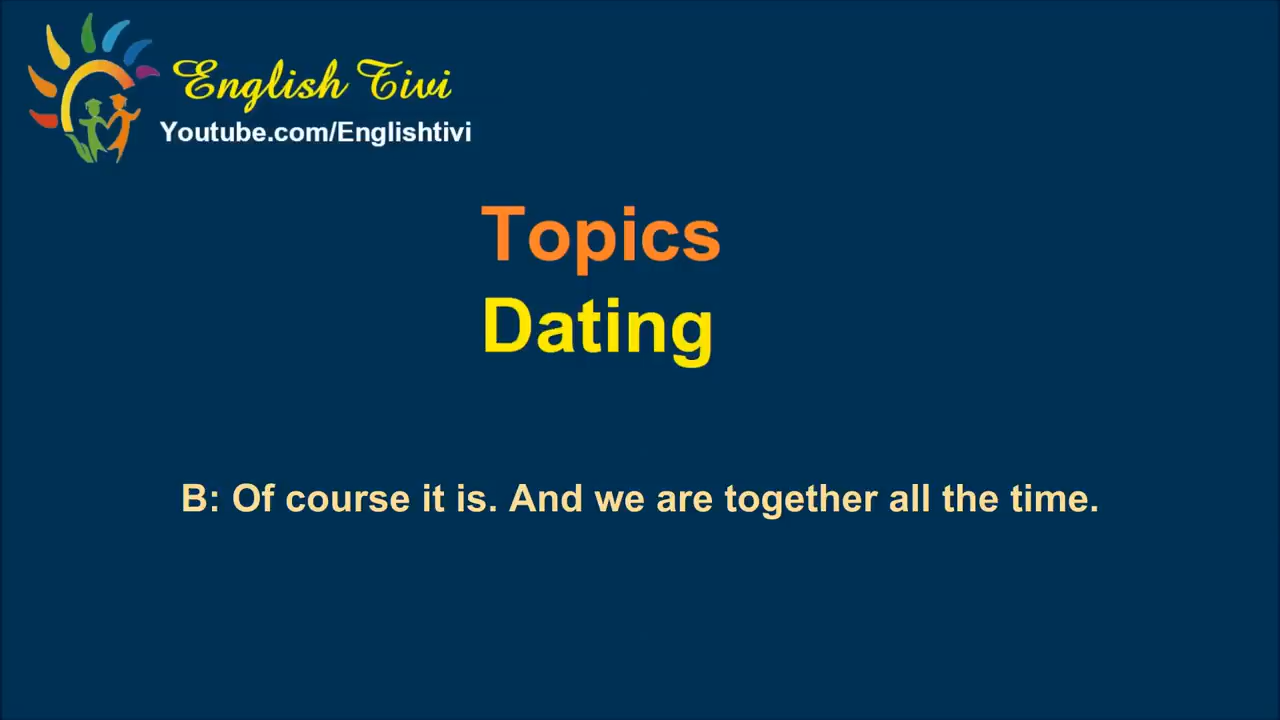 English Tivi
Youtube.com/Englishtivi
Topics
Dating
B: Of course it is. And we are together all the time.